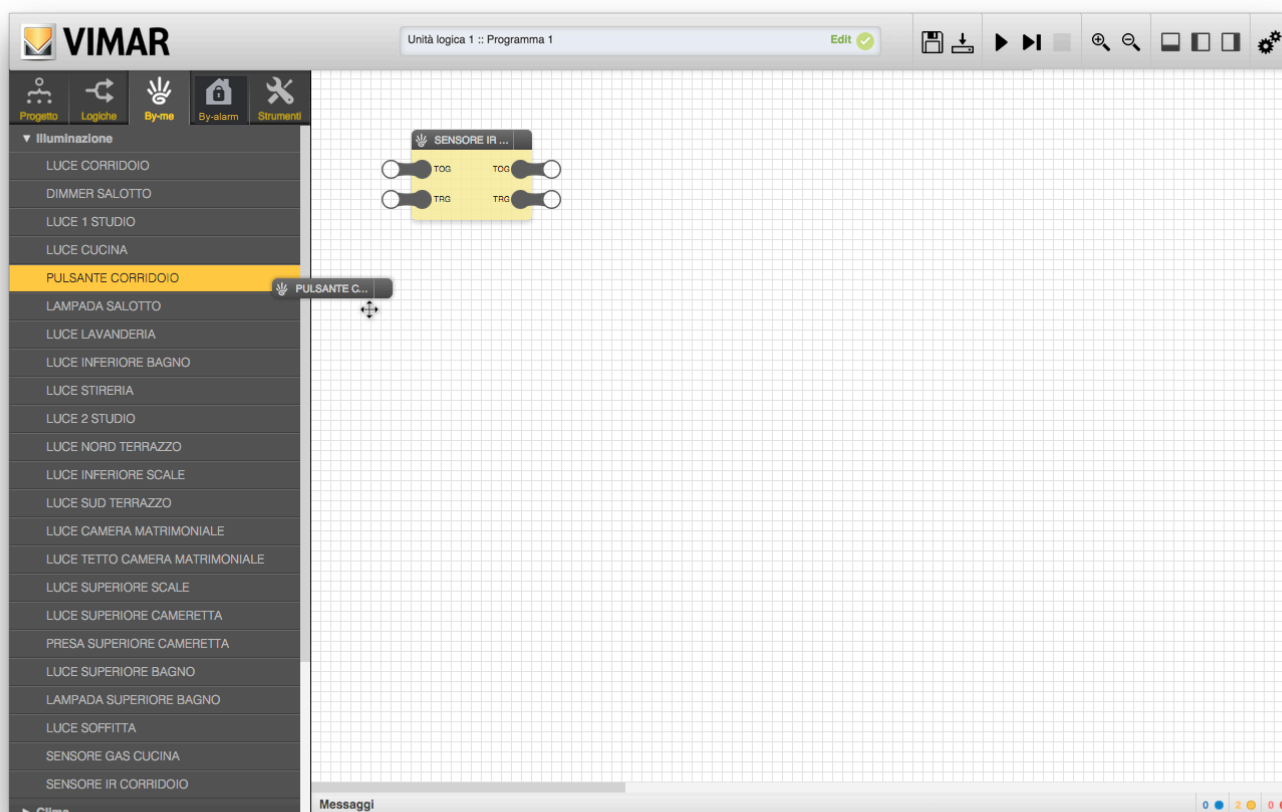 VIMAR
Unità logica 1 :: Programma 1
Edit
Progetto
Logiche
By-me
By-alarm
Strumenti
▼ Illuminazione
LUCE CORRIDOIO
DIMMER SALOTTO
LUCE 1 STUDIO
LUCE CUCINA
PULSANTE CORRIDOIO
LAMPADA SALOTTO
LUCE LAVANDERIA
LUCE INFERIORE BAGNO
LUCE STIRERIA
LUCE 2 STUDIO
LUCE NORD TERRAZZO
LUCE INFERIORE SCALE
LUCE SUD TERRAZZO
LUCE CAMERA MATRIMONIALE
LUCE TETTO CAMERA MATRIMONIALE
LUCE SUPERIORE SCALE
LUCE SUPERIORE CAMERETTA
PRESA SUPERIORE CAMERETTA
LUCE SUPERIORE BAGNO
LAMPADA SUPERIORE BAGNO
LUCE SOFFITTA
SENSORE GAS CUCINA
SENSORE IR CORRIDOIO
▶ Clima
SENSORE IR ...
TOG TOG
TRG TRG
PULSANTE C...
Messaggi
0 2 0